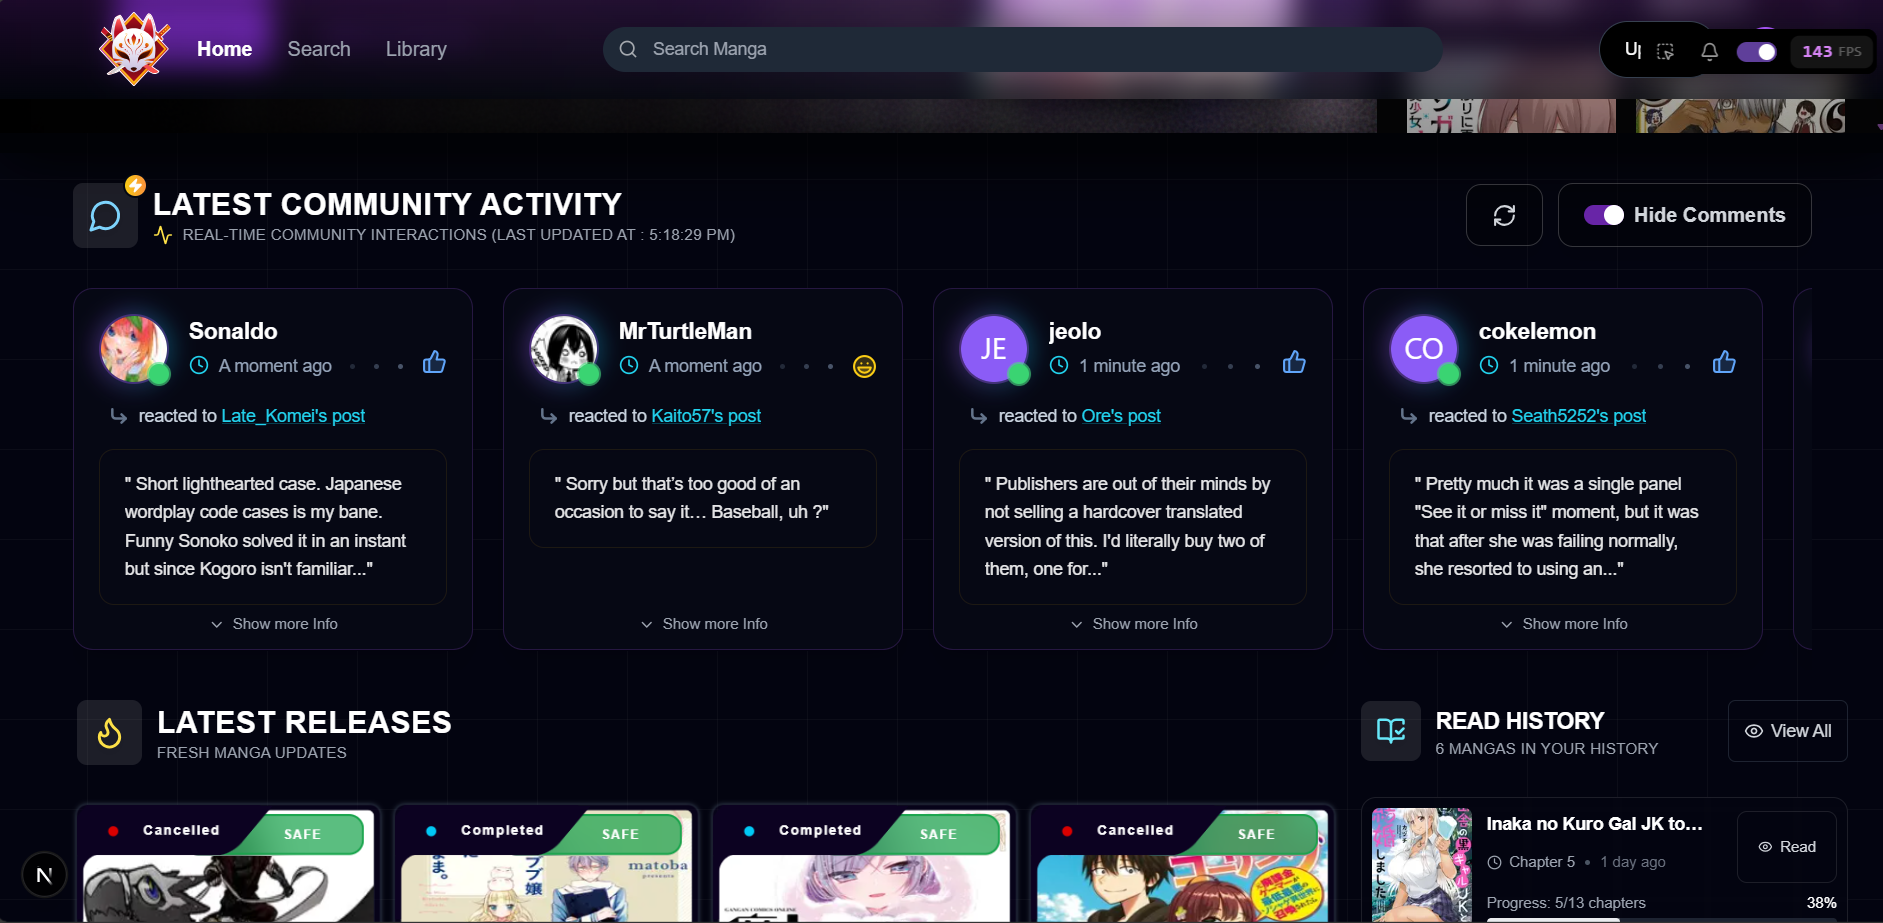 Home
Search
Library
Search Manga
143 FPS
LATEST COMMUNITY ACTIVITY
REAL-TIME COMMUNITY INTERACTIONS (LAST UPDATED AT : 5:18:29 PM)
Hide Comments
Sonaldo
A moment ago
reacted to Late_Komei's post
" Short lighthearted case. Japanese
wordplay code cases is my bane.
Funny Sonoko solved it in an instant
but since Kogoro isn't familiar..."
Show more Info
MrTurtleMan
A moment ago
reacted to Kaito57's post
" Sorry but that’s too good of an
occasion to say it… Baseball, uh ?"
Show more Info
JE
jeolo
1 minute ago
reacted to Ore's post
" Publishers are out of their minds by
not selling a hardcover translated
version of this. I'd literally buy two of
them, one for..."
Show more Info
CO
cokelemon
1 minute ago
reacted to Seath5252's post
" Pretty much it was a single panel
"See it or miss it" moment, but it was
that after she was failing normally,
she resorted to using an..."
Show more Info
LATEST RELEASES
FRESH MANGA UPDATES
Cancelled
SAFE
Completed
SAFE
matoba
presents
Completed
SAFE
GANGAN COMICS ONLINE
Cancelled
SAFE
READ HISTORY
6 MANGAS IN YOUR HISTORY
View All
Inaka no Kuro Gal JK to...
Chapter 5 • 1 day ago
Read
Progress: 5/13 chapters
38%
N